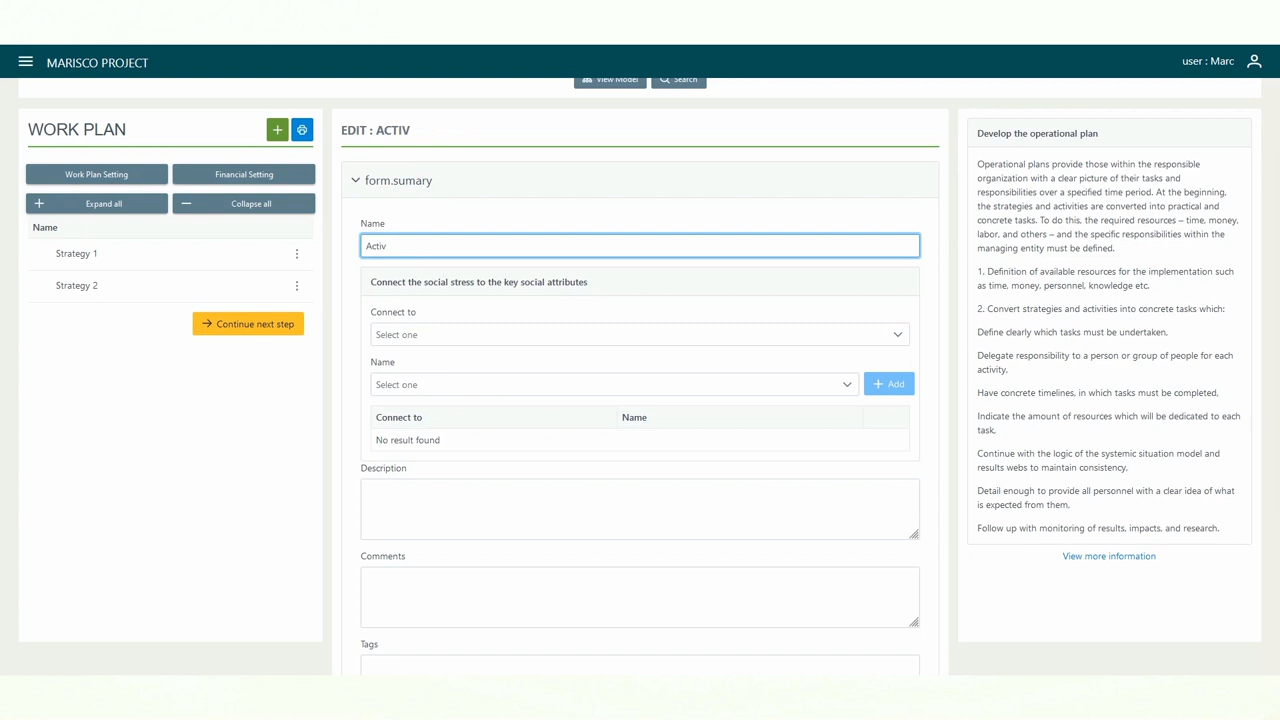 MARISCO PROJECT
user : Marc
View Model
Search
WORK PLAN
Work Plan Setting
Financial Setting
Expand all
Collapse all
Name
Strategy 1
Strategy 2
Continue next step
EDIT : ACTIV
form.sumary
Name
Activ
Connect the social stress to the key social attributes
Connect to
Select one
Name
Select one
Add
Connect to Name
No result found
Description
Comments
Tags
Develop the operational plan
Operational plans provide those within the responsible
organization with a clear picture of their tasks and
responsibilities over a specified time period. At the beginning,
the strategies and activities are converted into practical and
concrete tasks. To do this, the required resources – time, money,
labor, and others – and the specific responsibilities within the
managing entity must be defined.
1. Definition of available resources for the implementation such
as time, money, personnel, knowledge etc.
2. Convert strategies and activities into concrete tasks which:
Define clearly which tasks must be undertaken,
Delegate responsibility to a person or group of people for each
activity,
Have concrete timelines, in which tasks must be completed,
Indicate the amount of resources which will be dedicated to each
task,
Continue with the logic of the systemic situation model and
results webs to maintain consistency,
Detail enough to provide all personnel with a clear idea of what
is expected from them,
Follow up with monitoring of results, impacts, and research.
View more information